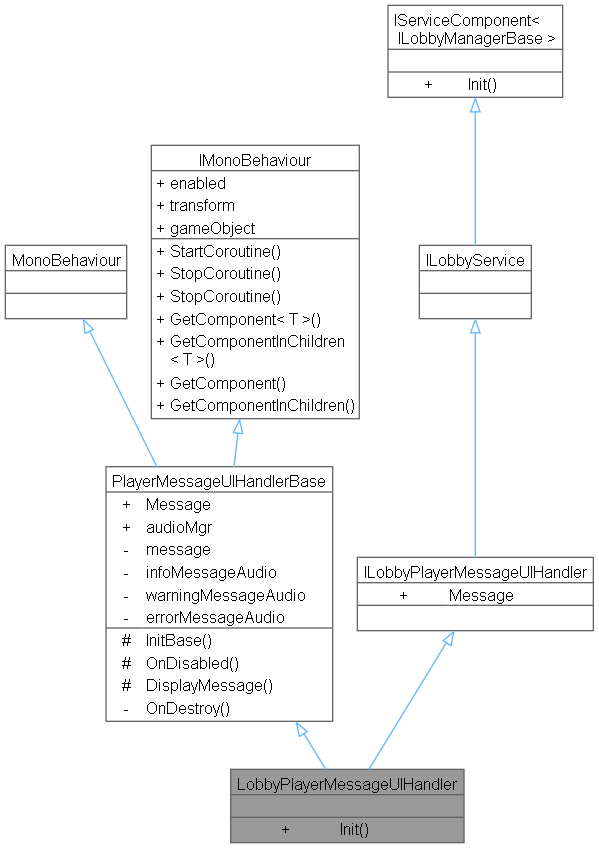 IServiceComponent<
ILobbyManagerBase >
+ Init()
IMonoBehaviour
+ enabled
+ transform
+ gameObject
+ StartCoroutine()
+ StopCoroutine()
+ StopCoroutine()
+ GetComponent< T >()
+ GetComponentInChildren
< T >()
+ GetComponent()
+ GetComponentInChildren()
MonoBehaviour
ILobbyService
PlayerMessageUIHandlerBase
+ Message
+ audioMgr
- message
- infoMessageAudio
- warningMessageAudio
- errorMessageAudio
# InitBase()
# OnDisabled()
# DisplayMessage()
- OnDestroy()
ILobbyPlayerMessageUIHandler
+ Message
LobbyPlayerMessageUIHandler
+ Init()